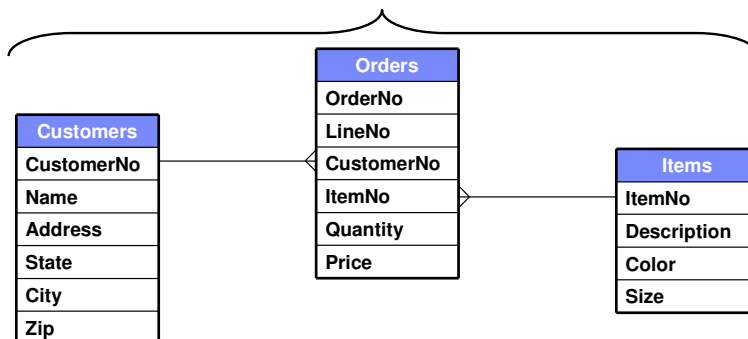 Customers
CustomerNo
Name
Address
State
City
Zip
Orders
OrderNo
LineNo
CustomerNo
ItemNo
Quantity
Price
Items
ItemNo
Description
Color
Size